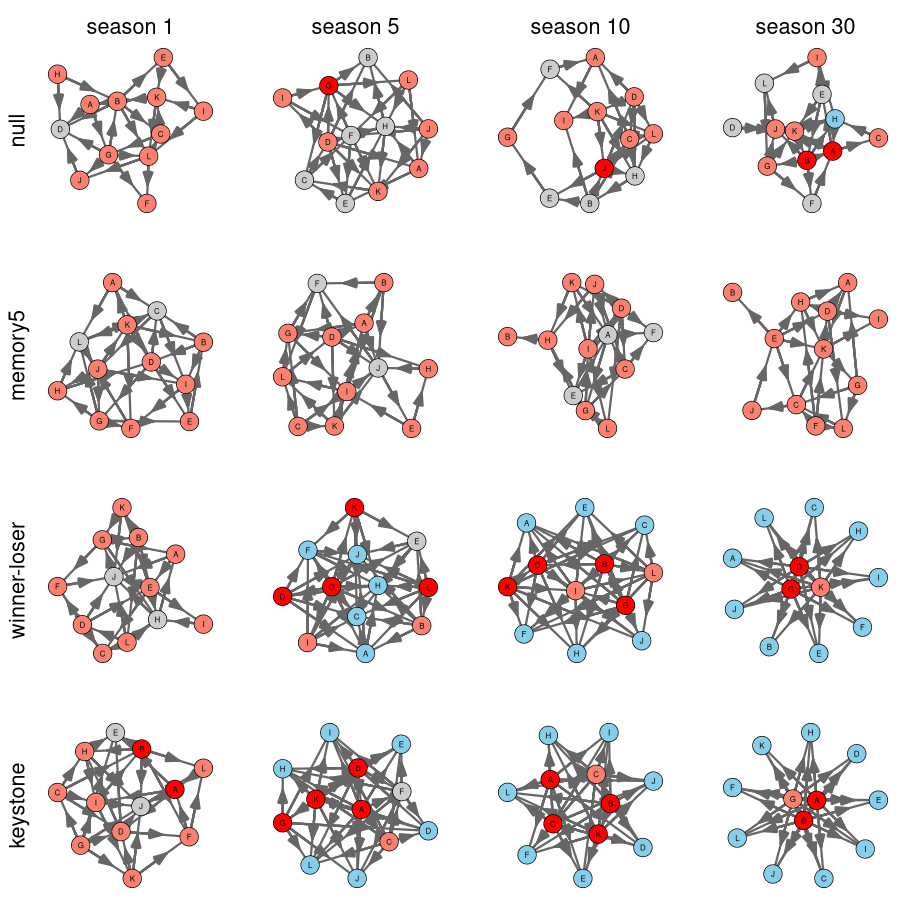 season 1 season 5 season 10 season 30
null
H E A B K I D C G L J F
B G L I F H J D A C K E
A F D K I C L G J H E B
I L E H D J K C B A G F
memory5
A C K L B J D H I G F E
F B A G D J H L I C K E
K J D F A B H I C E G L
A B H D I E K G J C F L
winner-loser
K G B A J F E D H I L C
K E F J G H D L C B I A
E A C D B L K I G F J H
C L H D A I G K J F B E
keystone
E B H L C I A J D F G K
I E H B F K A G D C L J
H I A C J L B G K F D E
H K D F G A E B L I J C